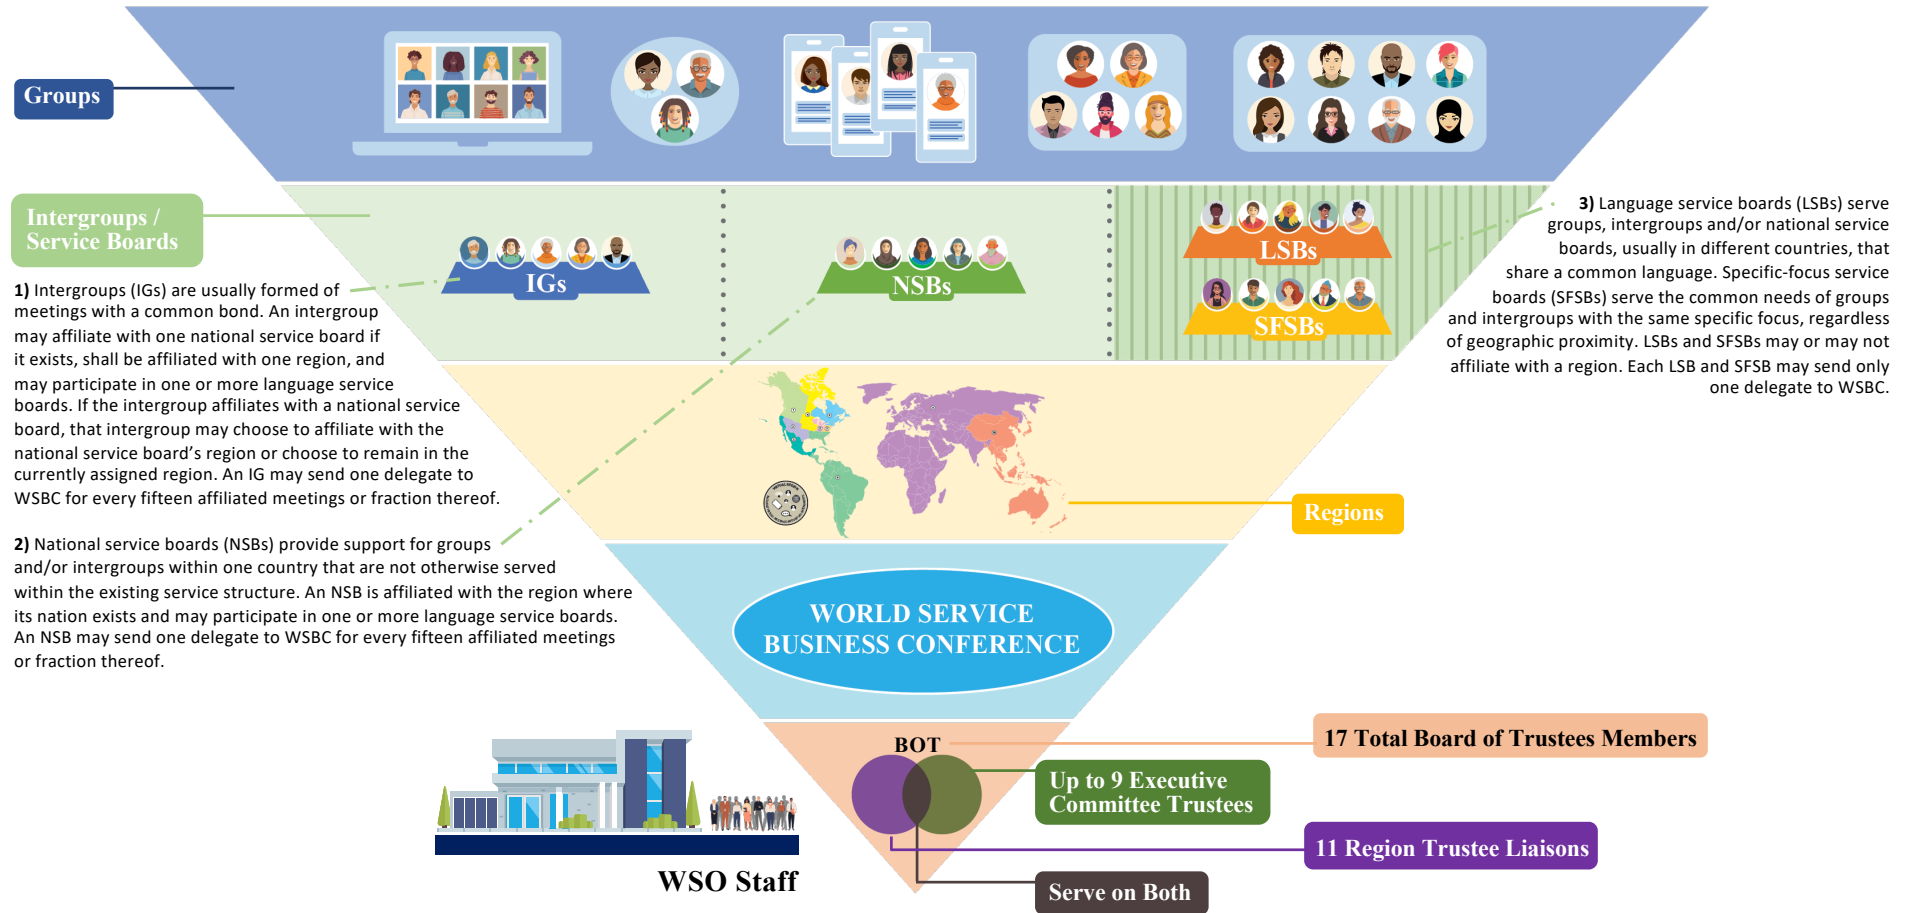 Groups
Intergroups /
Service Boards
IGs
NSBs
LSBs
SFSBs
1) Intergroups (IGs) are usually formed of
meetings with a common bond. An intergroup
may affiliate with one national service board if
it exists, shall be affiliated with one region, and
may participate in one or more language service
boards. If the intergroup affiliates with a national service
board, that intergroup may choose to affiliate with the
national service board’s region or choose to remain in the
currently assigned region. An IG may send one delegate to
WSBC for every fifteen affiliated meetings or fraction thereof.
2) National service boards (NSBs) provide support for groups
and/or intergroups within one country that are not otherwise served
within the existing service structure. An NSB is affiliated with the region where
its nation exists and may participate in one or more language service boards.
An NSB may send one delegate to WSBC for every fifteen affiliated meetings
or fraction thereof.
3) Language service boards (LSBs) serve
groups, intergroups and/or national service
boards, usually in different countries, that
share a common language. Specific-focus service
boards (SFSBs) serve the common needs of groups
and intergroups with the same specific focus, regardless
of geographic proximity. LSBs and SFSBs may or may not
affiliate with a region. Each LSB and SFSB may send only
one delegate to WSBC.
Regions
WORLD SERVICE
BUSINESS CONFERENCE
BOT
17 Total Board of Trustees Members
Up to 9 Executive
Committee Trustees
11 Region Trustee Liaisons
Serve on Both
WSO Staff